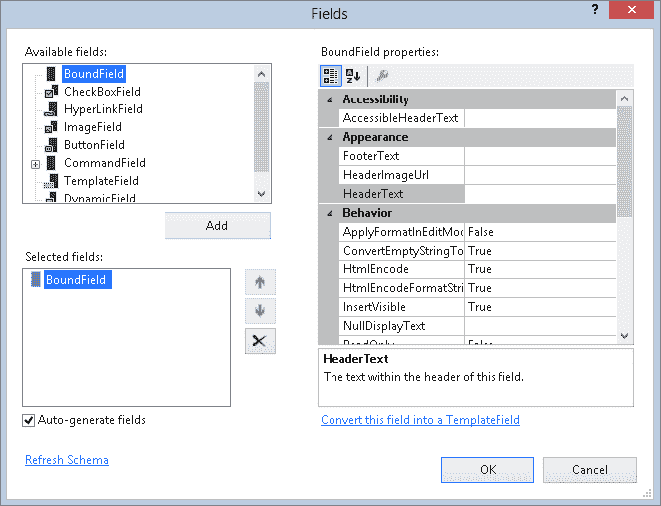 Fields
?
Available fields:
BoundField
CheckBoxField
HyperLinkField
ImageField
ButtonField
CommandField
TemplateField
DynamicField
Add
Selected fields:
BoundField
Auto-generate fields
Refresh Schema
BoundField properties:
Accessibility
AccessibleHeaderText
Appearance
FooterText
HeaderImageUrl
HeaderText
Behavior
ApplyFormatInEditMod False
ConvertEmptyStringTo True
HtmlEncode True
HtmlEncodeFormatStri True
InsertVisible True
NullDisplayText
ReadOnly False
HeaderText
The text within the header of this field.
Convert this field into a TemplateField
OK
Cancel